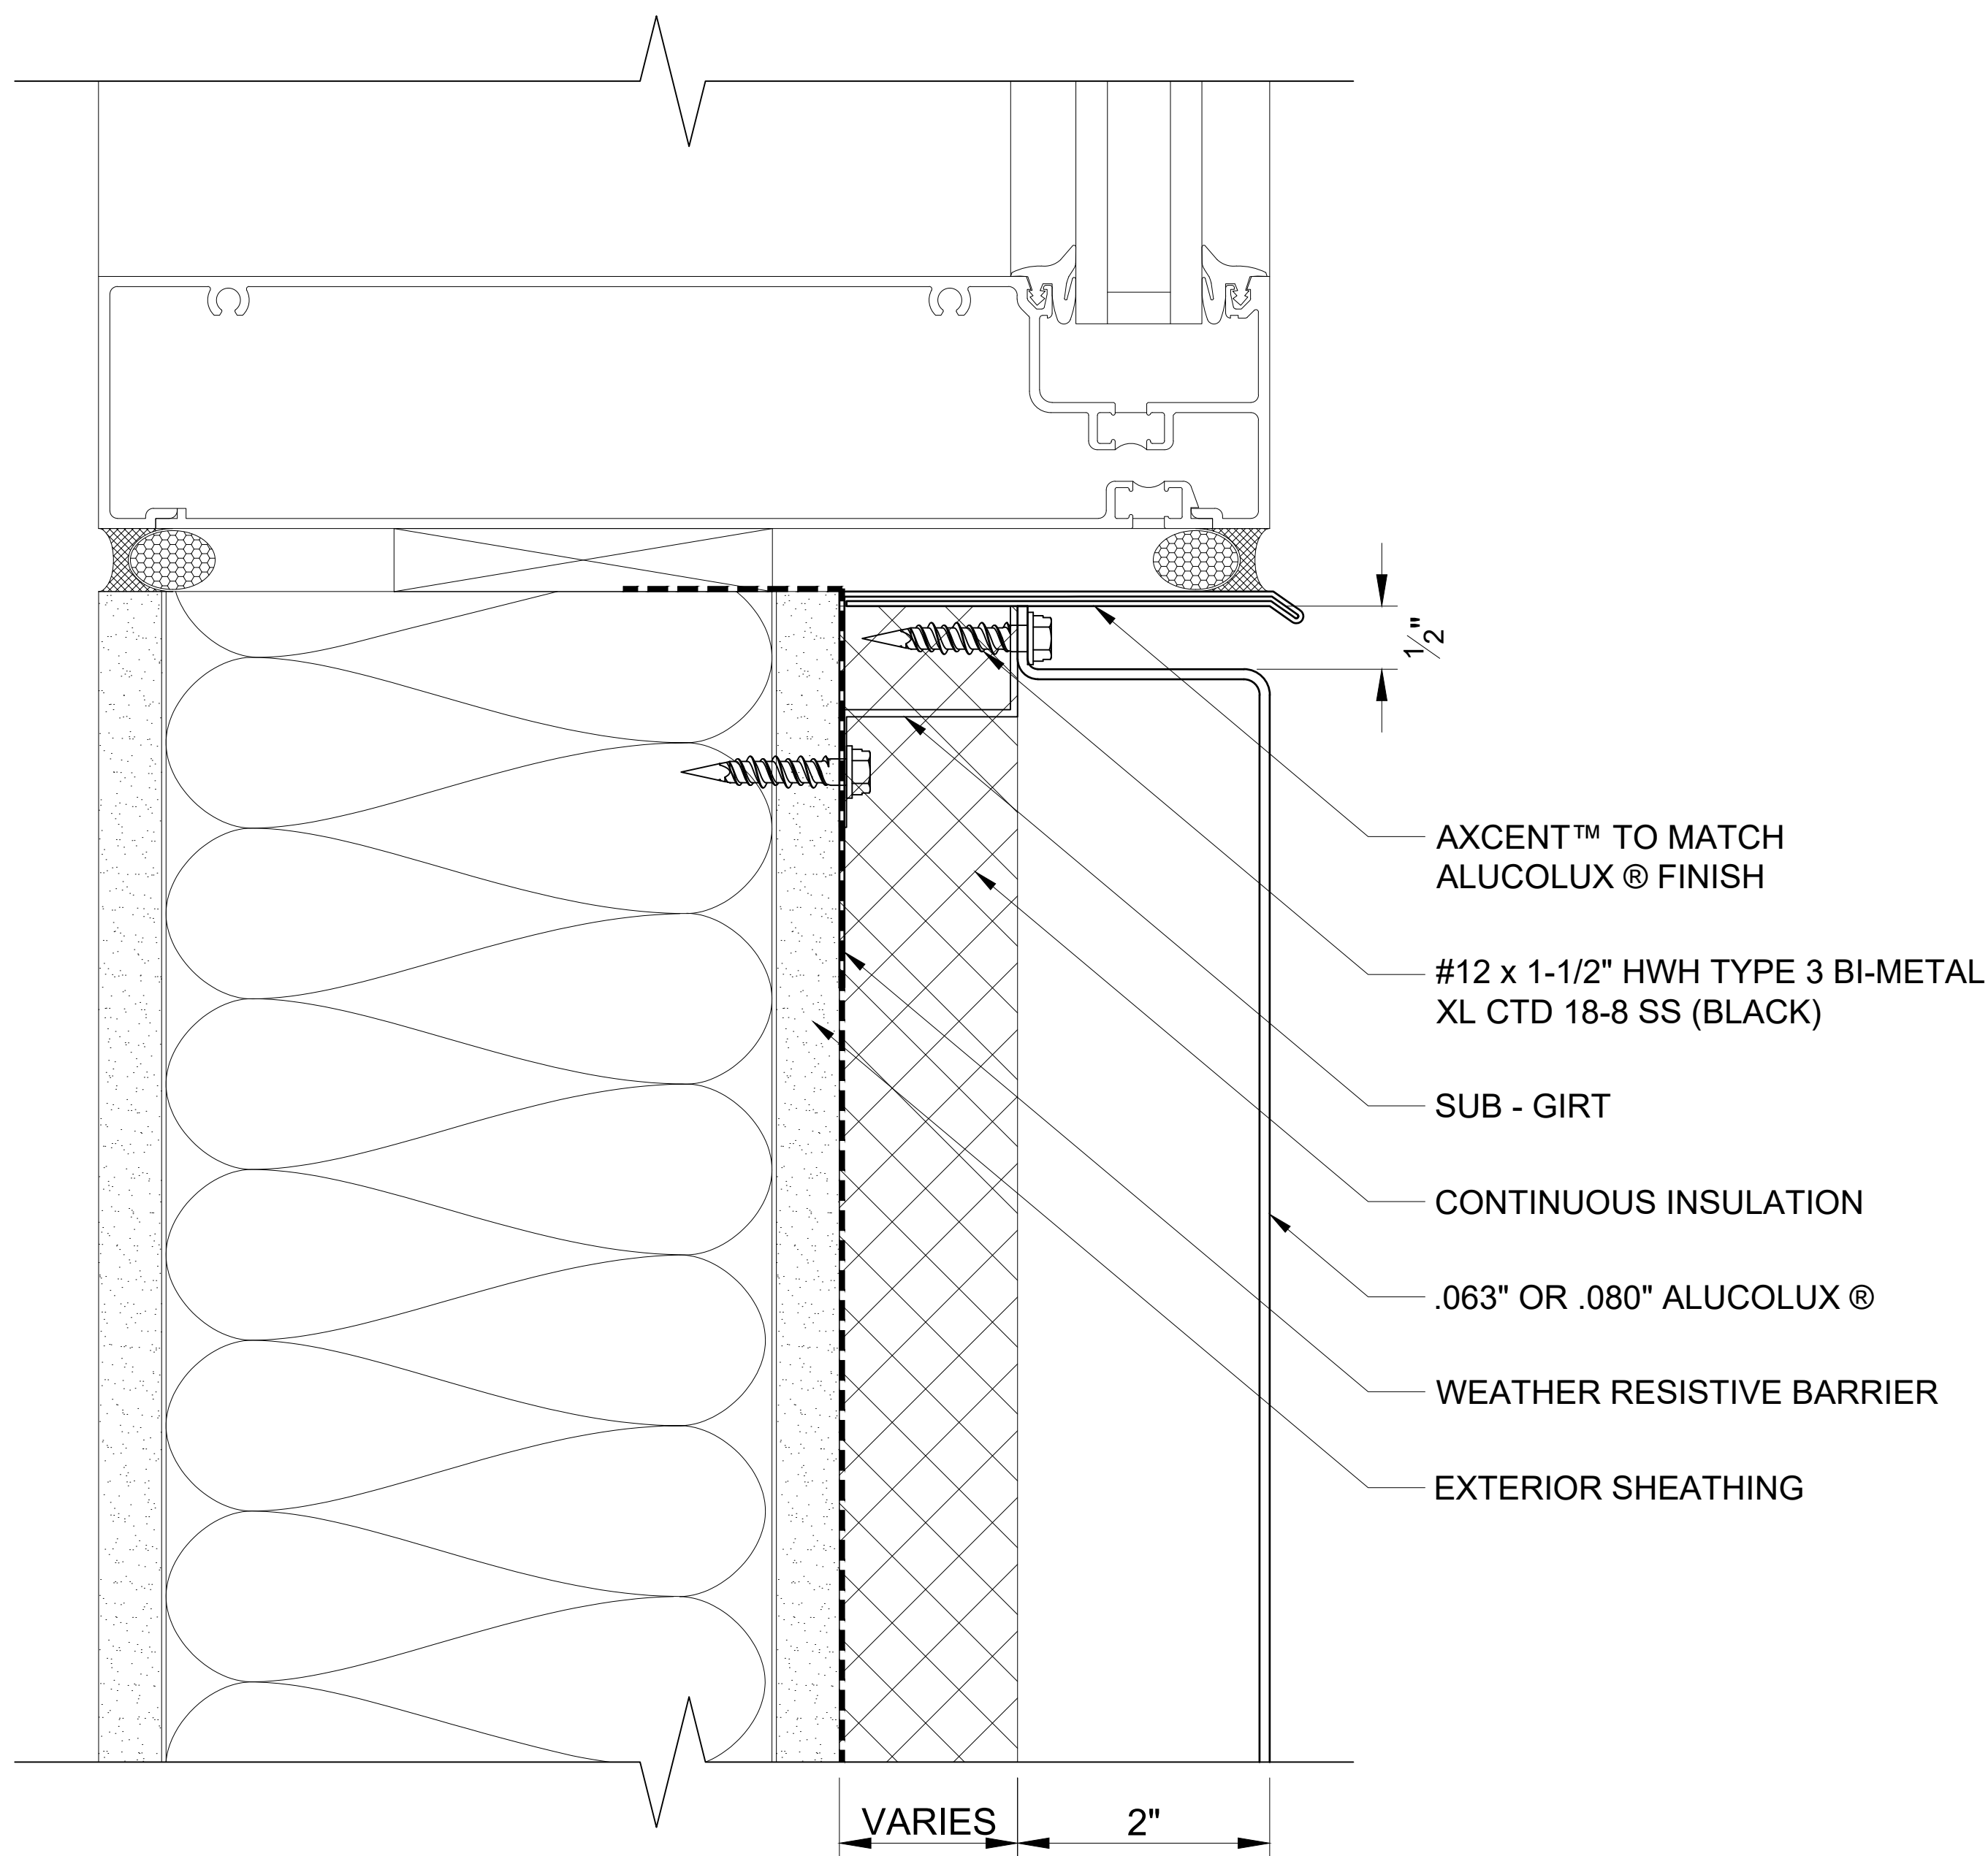 1/2"
AXCENT™ TO MATCH
ALUCOLUX ® FINISH
#12 x 1-1/2" HWH TYPE 3 BI-METAL
XL CTD 18-8 SS (BLACK)
SUB - GIRT
CONTINUOUS INSULATION
.063" OR .080" ALUCOLUX ®
WEATHER RESISTIVE BARRIER
EXTERIOR SHEATHING
VARIES 2"